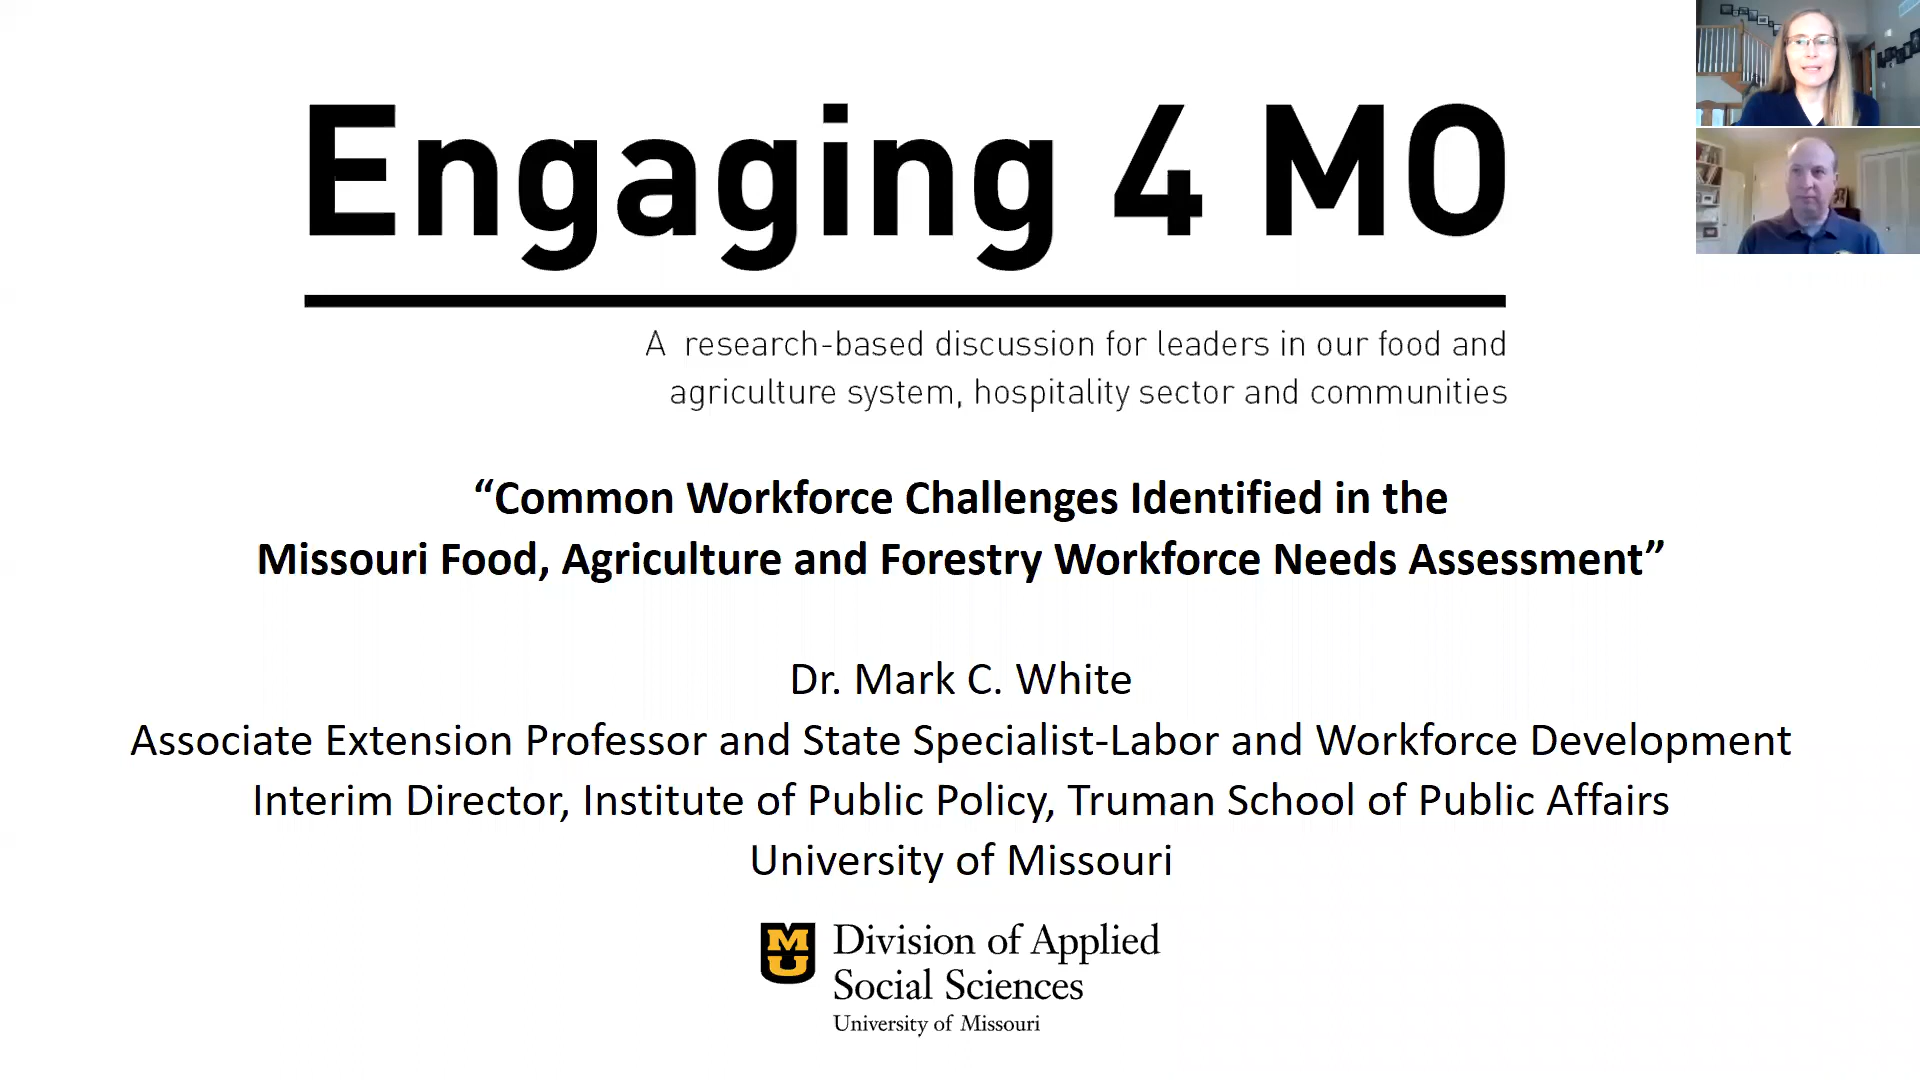 Engaging 4 MO
A research-based discussion for leaders in our food and
agriculture system, hospitality sector and communities
“Common Workforce Challenges Identified in the
Missouri Food, Agriculture and Forestry Workforce Needs Assessment”
Dr. Mark C. White
Associate Extension Professor and State Specialist-Labor and Workforce Development
Interim Director, Institute of Public Policy, Truman School of Public Affairs
University of Missouri
MU
Division of Applied
Social Sciences
University of Missouri